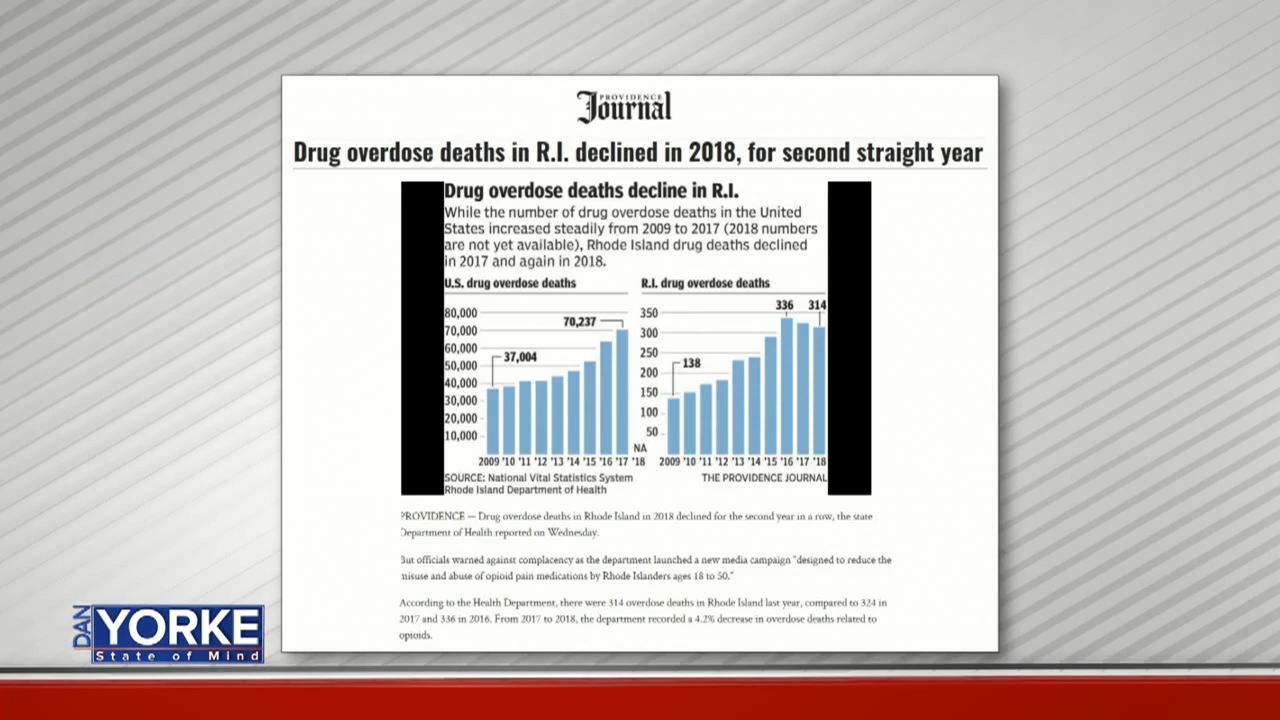 PROVIDENCE
Journal
Drug overdose deaths in R.I. declined in 2018, for second straight year
Drug overdose deaths decline in R.I.
While the number of drug overdose deaths in the United
States increased steadily from 2009 to 2017 (2018 numbers
are not yet available), Rhode Island drug deaths declined
in 2017 and again in 2018.
U.S. drug overdose deaths
80,000
70,000
60,000
50,000
40,000
30,000
20,000
10,000
37,004
70,237
NA
2009 '10 '11 '12 '13 '14 '15 '16 '17 '18
R.I. drug overdose deaths
350
300
250
200
150
100
50
138
336
314
2009 '10 '11 '12 '13 '14 '15 '16 '17 '18
SOURCE: National Vital Statistics System
Rhode Island Department of Health
THE PROVIDENCE JOURNAL
PROVIDENCE — Drug overdose deaths in Rhode Island in 2018 declined for the second year in a row, the state
Department of Health reported on Wednesday.
But officials warned against complacency as the department launched a new media campaign "designed to reduce the
misuse and abuse of opioid pain medications by Rhode Islanders ages 18 to 50."
According to the Health Department, there were 314 overdose deaths in Rhode Island last year, compared to 324 in
2017 and 336 in 2016. From 2017 to 2018, the department recorded a 4.2% decrease in overdose deaths related to
opioids.
DAN
YORKE
State of Mind